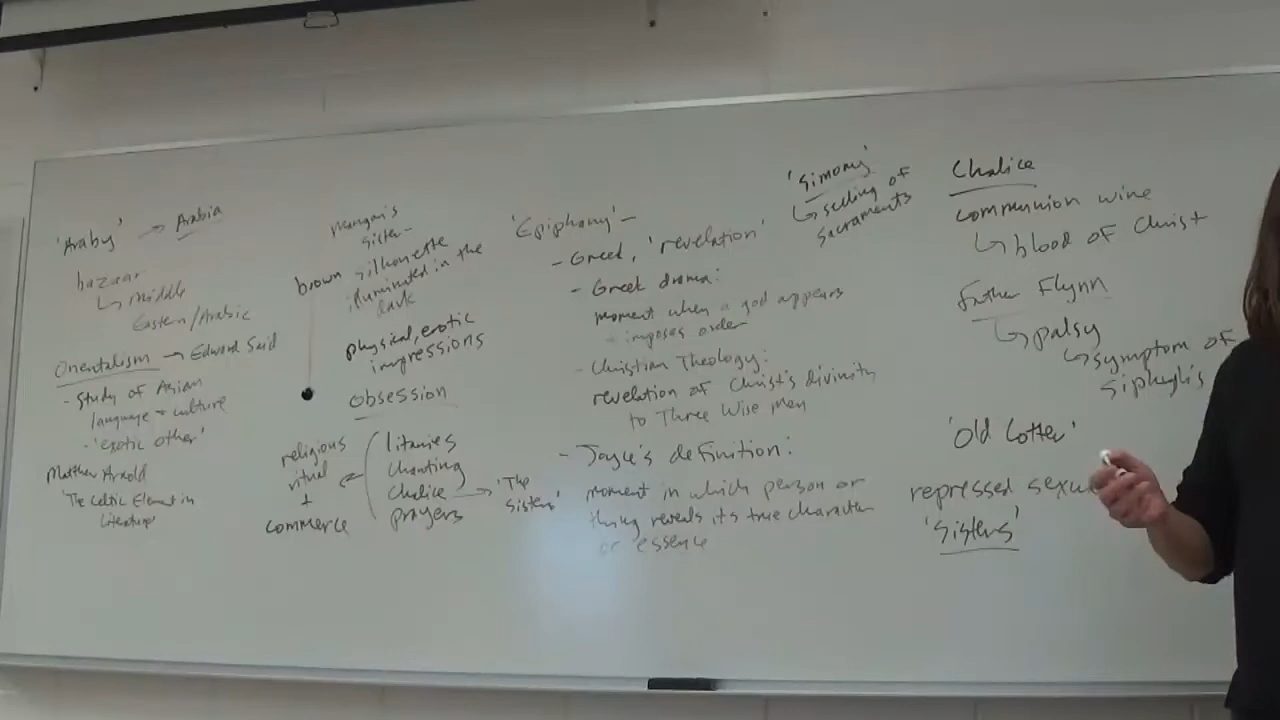 'Araby' → Arabia
bazaar
↳ Middle
Eastern/Arabic
Orientalism → Edward Said
- Study of Asian
language + culture
- 'exotic other'
Matthew Arnold
'The Celtic Element in
Literature'
Mangan's
sister -
brown silhouette
illuminated in the
dark
physical, erotic
impressions
obsession
religious
ritual
+
commerce
litanies
chanting
chalice → 'The
Sisters'
prayers
'Epiphany' -
- Greek, 'revelation'
- Greek drama:
moment when a god appears
+ imposes order
- Christian Theology:
revelation of Christ's divinity
to Three Wise Men
- Joyce's definition:
moment in which person or
thing reveals its true character
or essence
'Simony'
↳ selling of
sacraments
Chalice
communion wine
↳ blood of Christ
Father Flynn
↳ palsy
↳ symptom of
siphylis
'Old Cotter'
repressed
'Sisters'